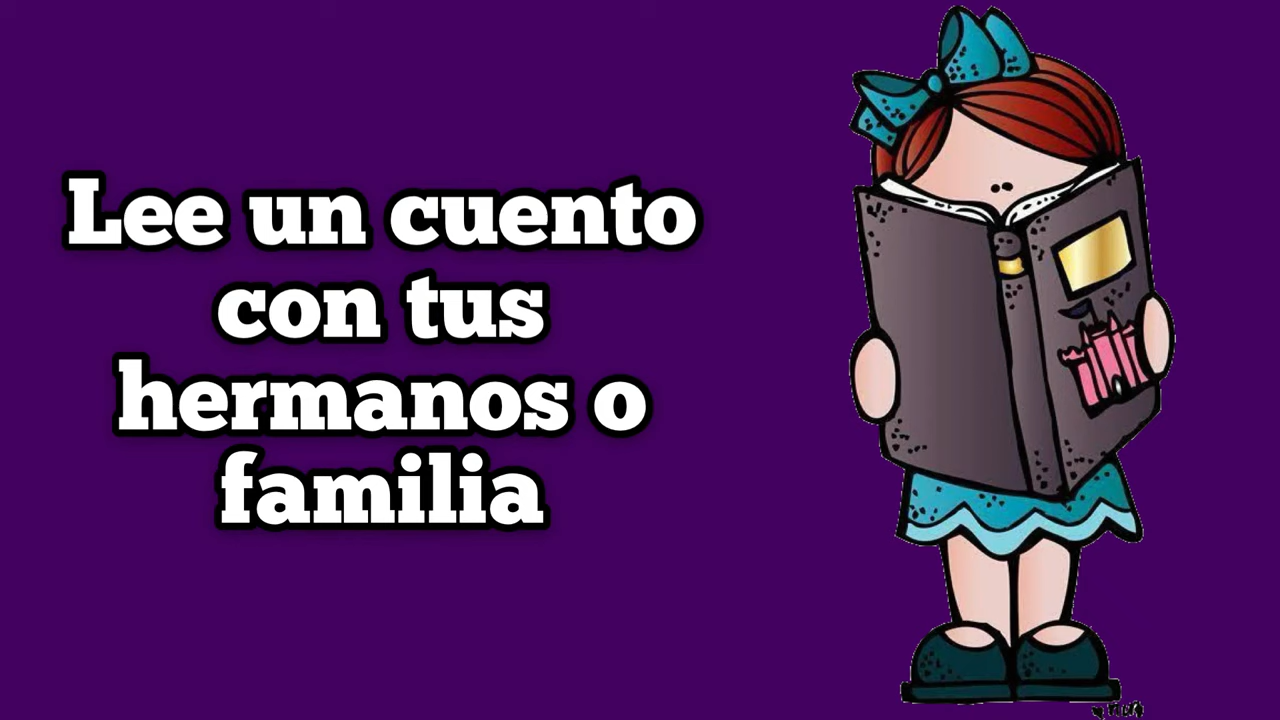 Lee un cuento
con tus
hermanos o
familia